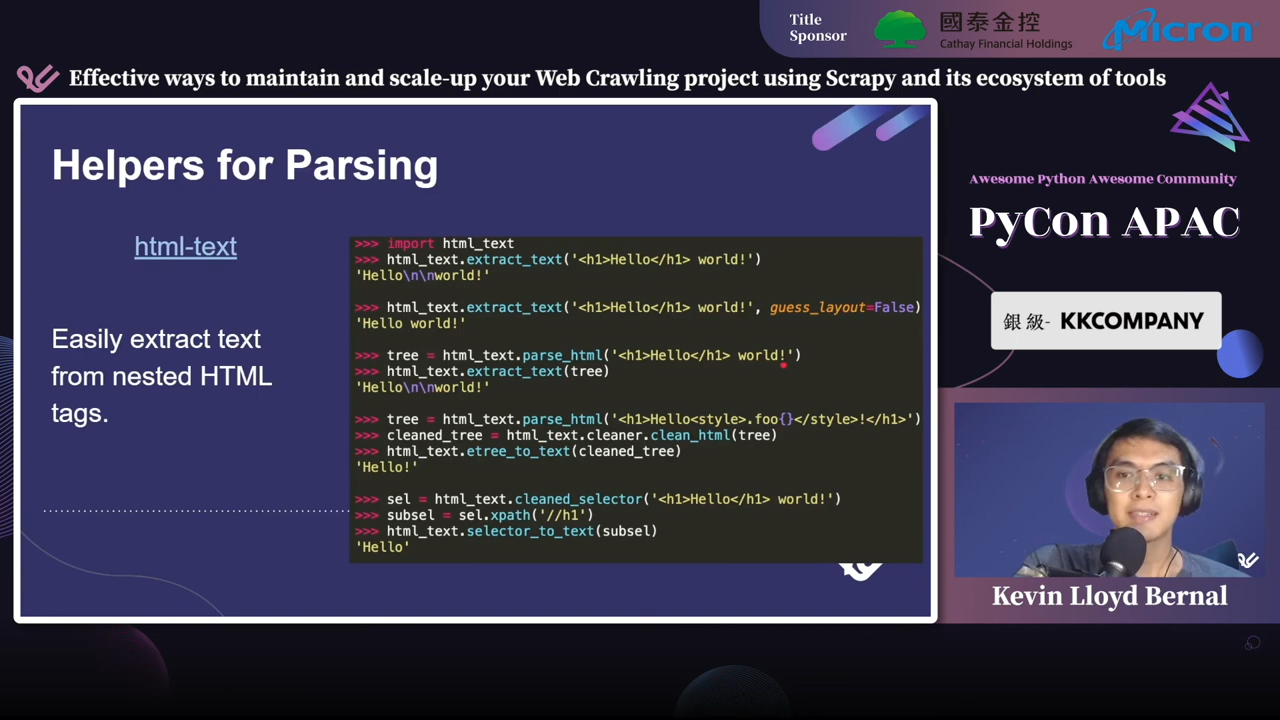 Title
Sponsor
國泰金控
Cathay Financial Holdings
Micron
Effective ways to maintain and scale-up your Web Crawling project using Scrapy and its ecosystem of tools
Helpers for Parsing
html-text
Easily extract text
from nested HTML
tags.
>>> import html_text
>>> html_text.extract_text('<h1>Hello</h1> world!')
'Hello\n\nworld!'
>>> html_text.extract_text('<h1>Hello</h1> world!', guess_layout=False)
'Hello world!'
>>> tree = html_text.parse_html('<h1>Hello</h1> world!')
>>> html_text.extract_text(tree)
'Hello\n\nworld!'
>>> tree = html_text.parse_html('<h1>Hello<style>.foo{}</style>!</h1>')
>>> cleaned_tree = html_text.cleaner.clean_html(tree)
>>> html_text.etree_to_text(cleaned_tree)
'Hello!'
>>> sel = html_text.cleaned_selector('<h1>Hello</h1> world!')
>>> subsel = sel.xpath('//h1')
>>> html_text.selector_to_text(subsel)
'Hello'
Awesome Python Awesome Community
PyCon APAC
銀級- KKCOMPANY
Kevin Lloyd Bernal